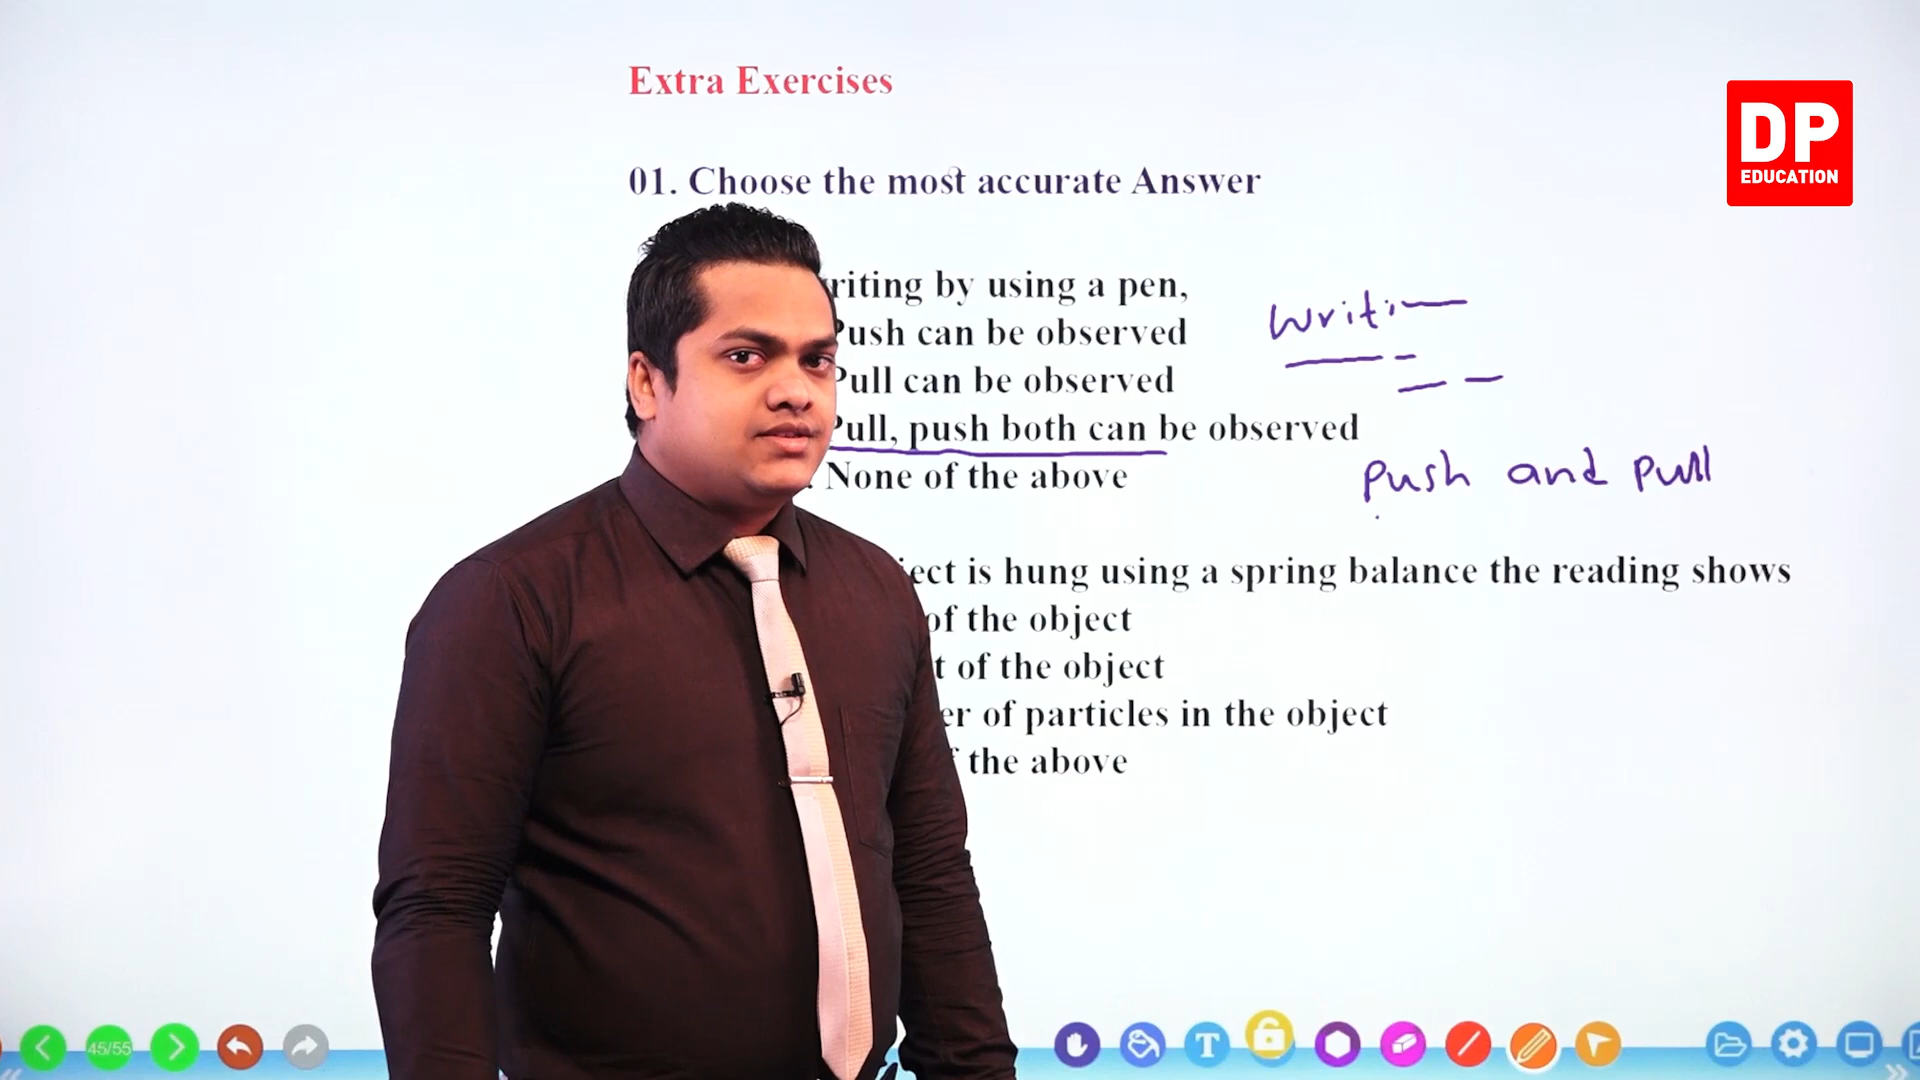 Extra Exercises
DP
EDUCATION
01. Choose the most accurate Answer
riting by using a pen,
Push can be observed
Pull can be observed
Pull, push both can be observed
. None of the above
push and pull
ject is hung using a spring balance the reading shows
of the object
t of the object
er of particles in the object
the above
45/55
T